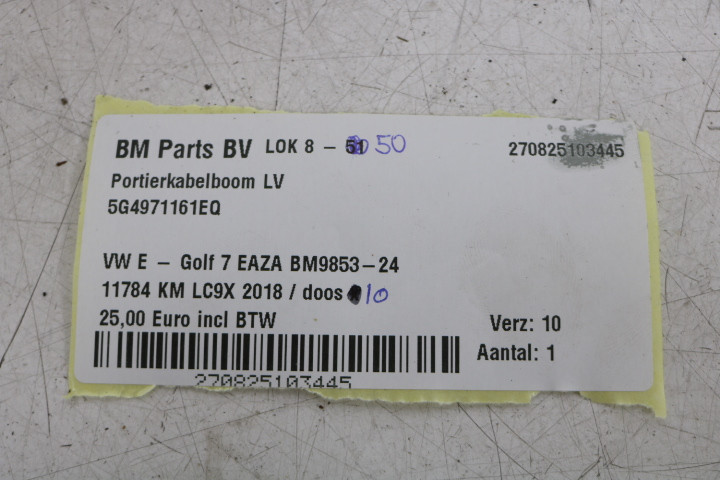 BM Parts BV LOK 8 - 50 270825103445
Portierkabelboom LV
5G4971161EQ
VW E - Golf 7 EAZA BM9853-24
11784 KM LC9X 2018 / doos 10
25,00 Euro incl BTW Verz: 10
Aantal: 1
270825103445